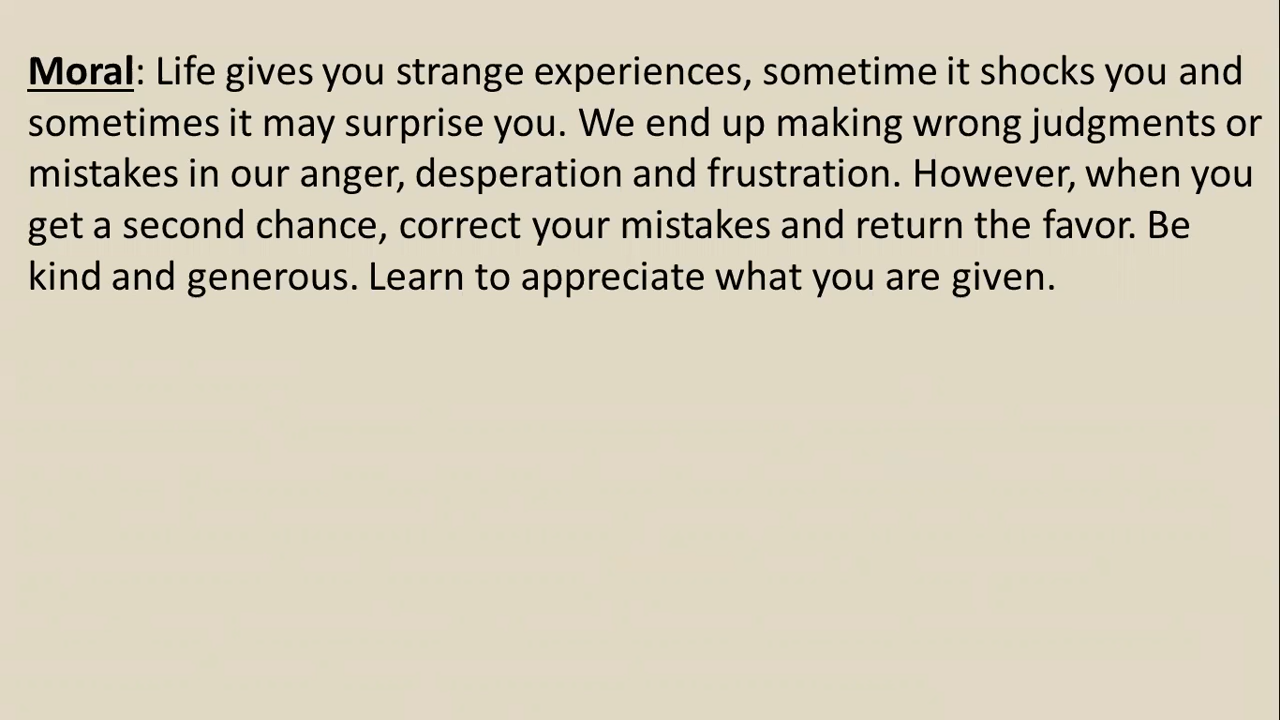 Moral: Life gives you strange experiences, sometime it shocks you and
sometimes it may surprise you. We end up making wrong judgments or
mistakes in our anger, desperation and frustration. However, when you
get a second chance, correct your mistakes and return the favor. Be
kind and generous. Learn to appreciate what you are given.